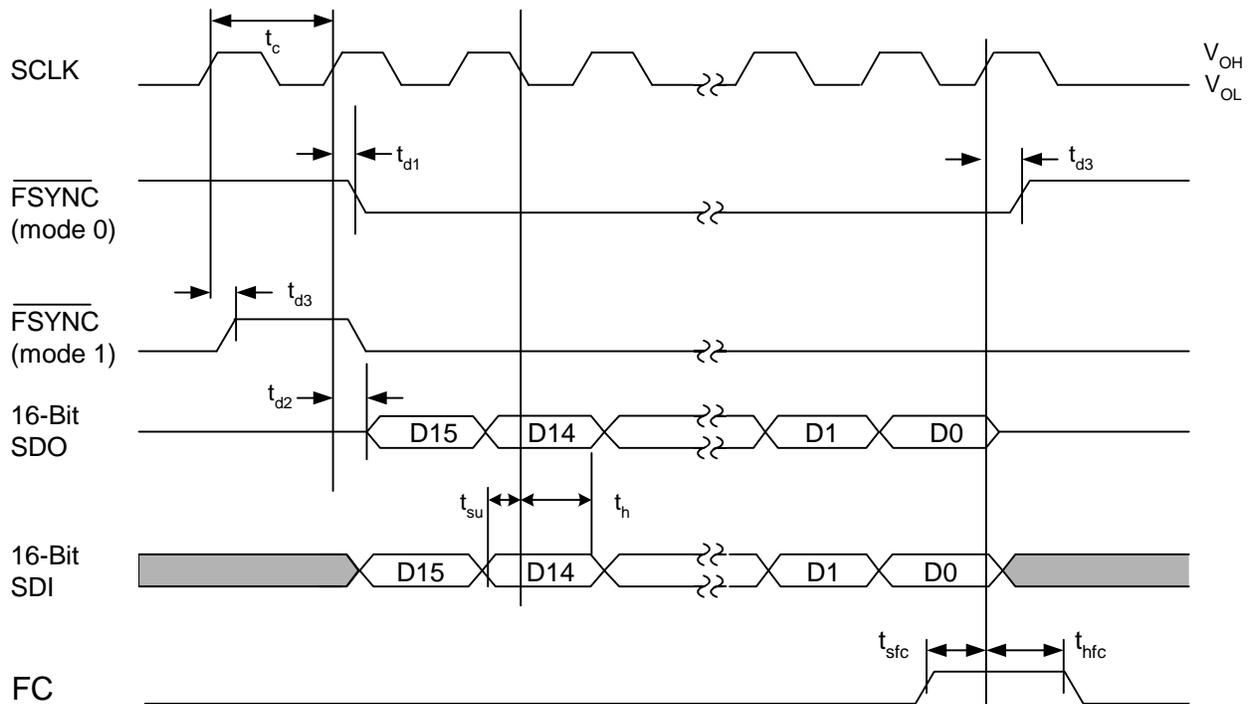 t_c
SCLK
V_OH
V_OL
t_d1
t_d3
FSYNC
(mode 0)
t_d3
FSYNC
(mode 1)
t_d2
16-Bit
SDO
D15
D14
D1
D0
t_su
t_h
16-Bit
SDI
D15
D14
D1
D0
t_sfc
t_hfc
FC